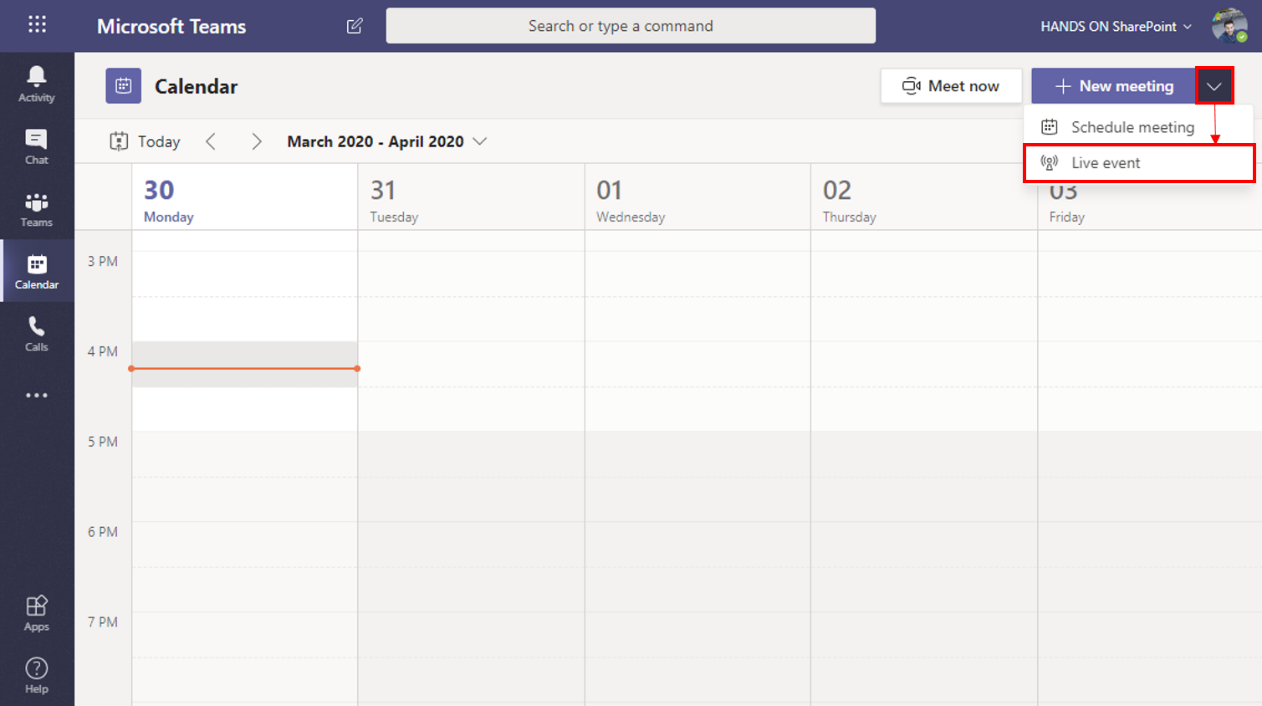 Microsoft Teams
Search or type a command
HANDS ON SharePoint
Activity
Chat
Teams
Calendar
Calls
Apps
Help
Calendar
Meet now
New meeting
Schedule meeting
Live event
Today
March 2020 - April 2020
30
Monday
31
Tuesday
01
Wednesday
02
Thursday
03
Friday
3 PM
4 PM
5 PM
6 PM
7 PM